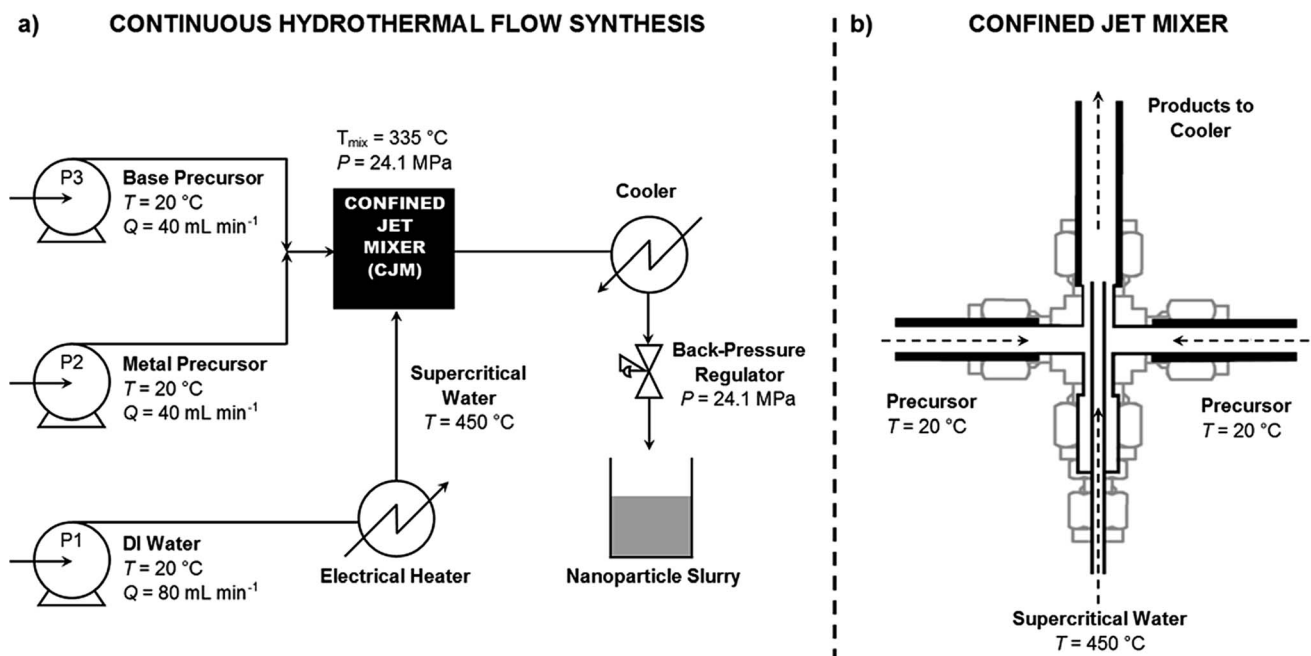 a) CONTINUOUS HYDROTHERMAL FLOW SYNTHESIS
T_mix = 335 °C
P = 24.1 MPa
P3
Base Precursor
T = 20 °C
Q = 40 mL min⁻¹
CONFINED
JET
MIXER
(CJM)
Cooler
P2
Metal Precursor
T = 20 °C
Q = 40 mL min⁻¹
Supercritical
Water
T = 450 °C
Back-Pressure
Regulator
P = 24.1 MPa
P1
DI Water
T = 20 °C
Q = 80 mL min⁻¹
Electrical Heater
Nanoparticle Slurry
b) CONFINED JET MIXER
Products to
Cooler
Precursor
T = 20 °C
Precursor
T = 20 °C
Supercritical Water
T = 450 °C